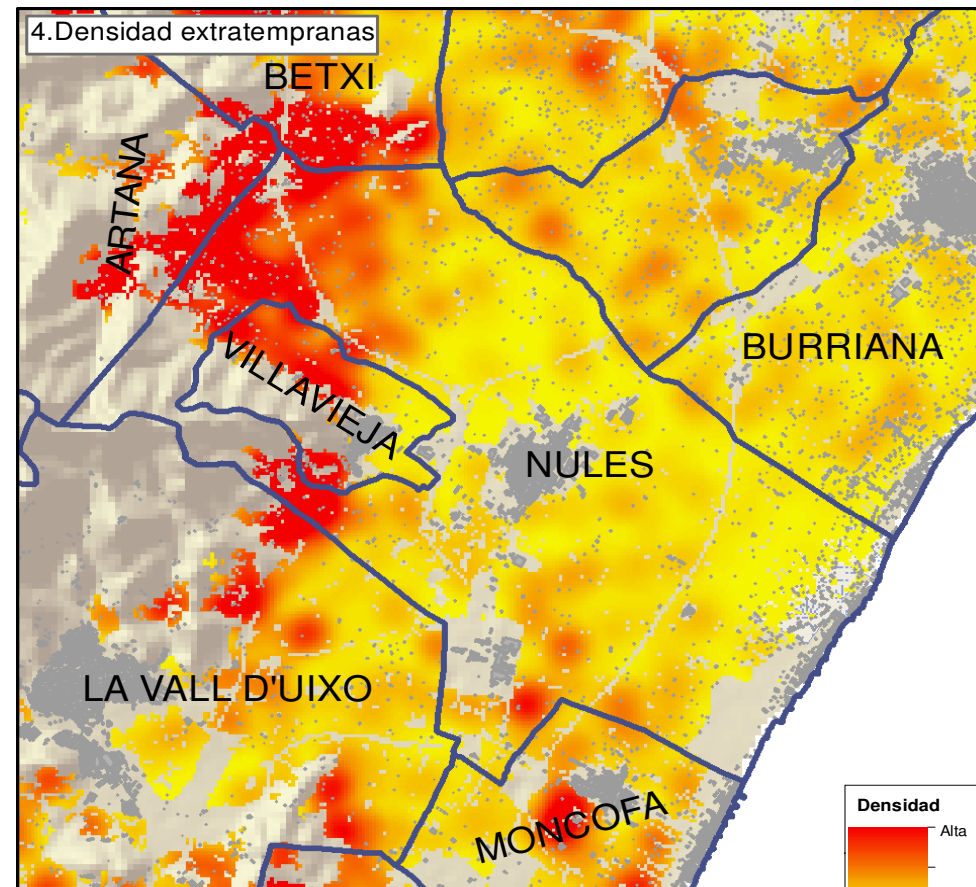 4.Densidad extratempranas
BETXI
ARTANA
VILLAVIEJA
BURRIANA
NULES
LA VALL D'UIXO
MONCOFA
Densidad
Alta